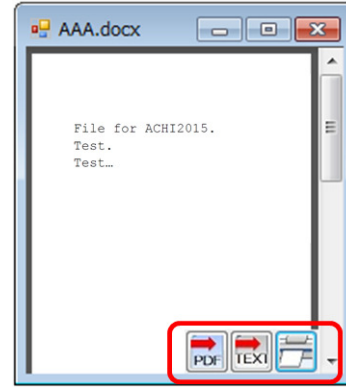 AAA.docx
File for ACHI2015.
Test.
Test…
PDF TEXT